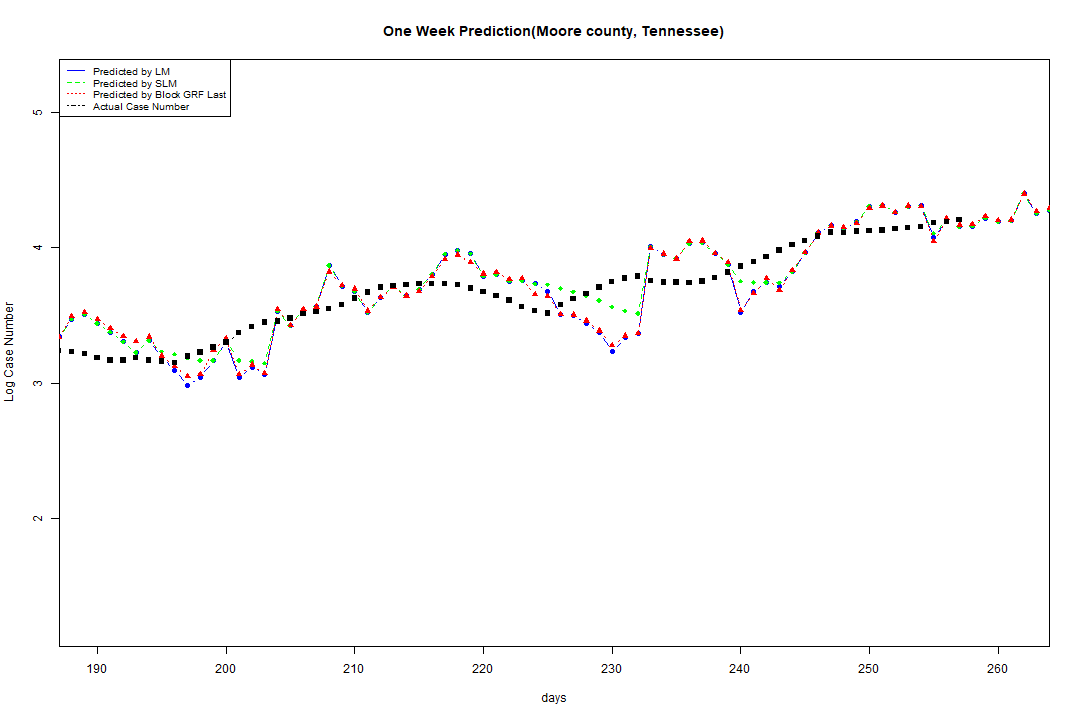 One Week Prediction(Moore county, Tennessee)
Predicted by LM
Predicted by SLM
Predicted by Block GRF Last
Actual Case Number
5
4
3
2
Log Case Number
190 200 210 220 230 240 250 260
days